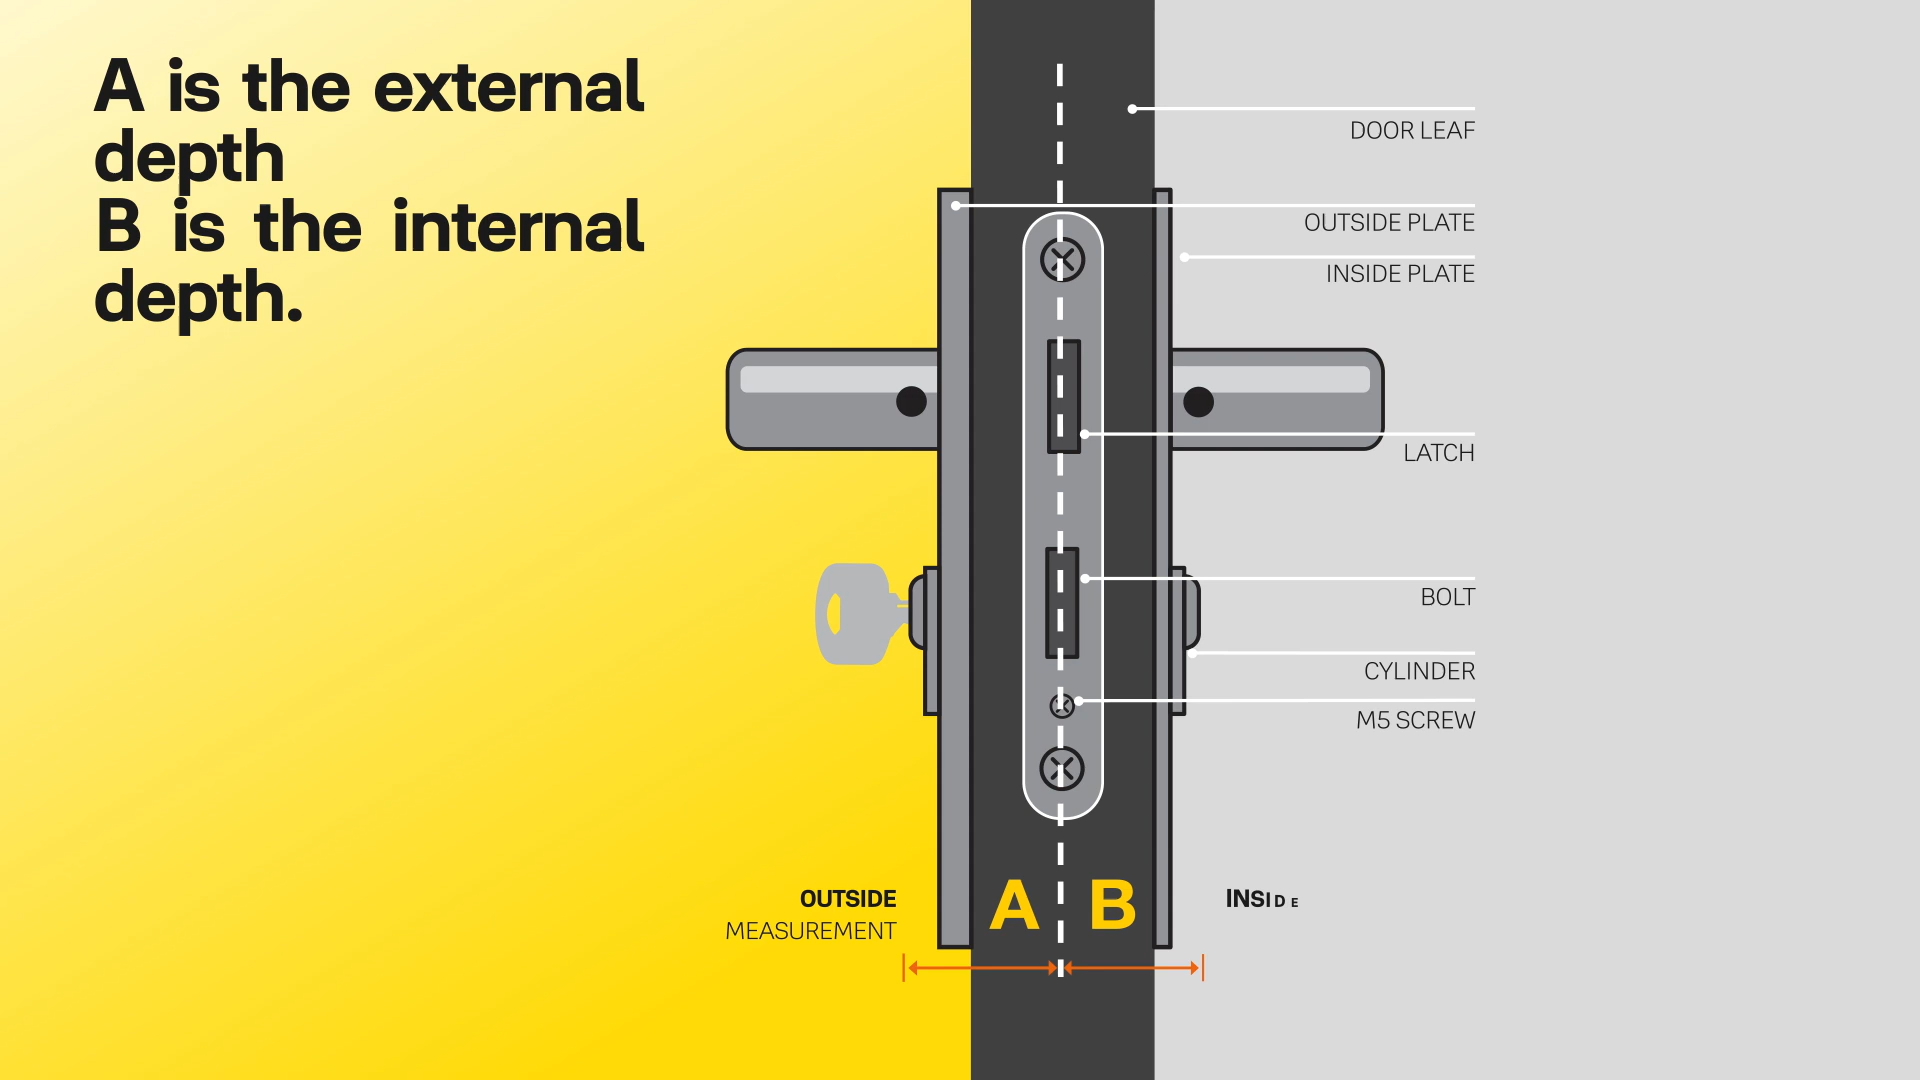 A is the external
depth
B is the internal
depth.
DOOR LEAF
OUTSIDE PLATE
INSIDE PLATE
LATCH
BOLT
CYLINDER
M5 SCREW
A B
OUTSIDE
MEASUREMENT
INSIDE